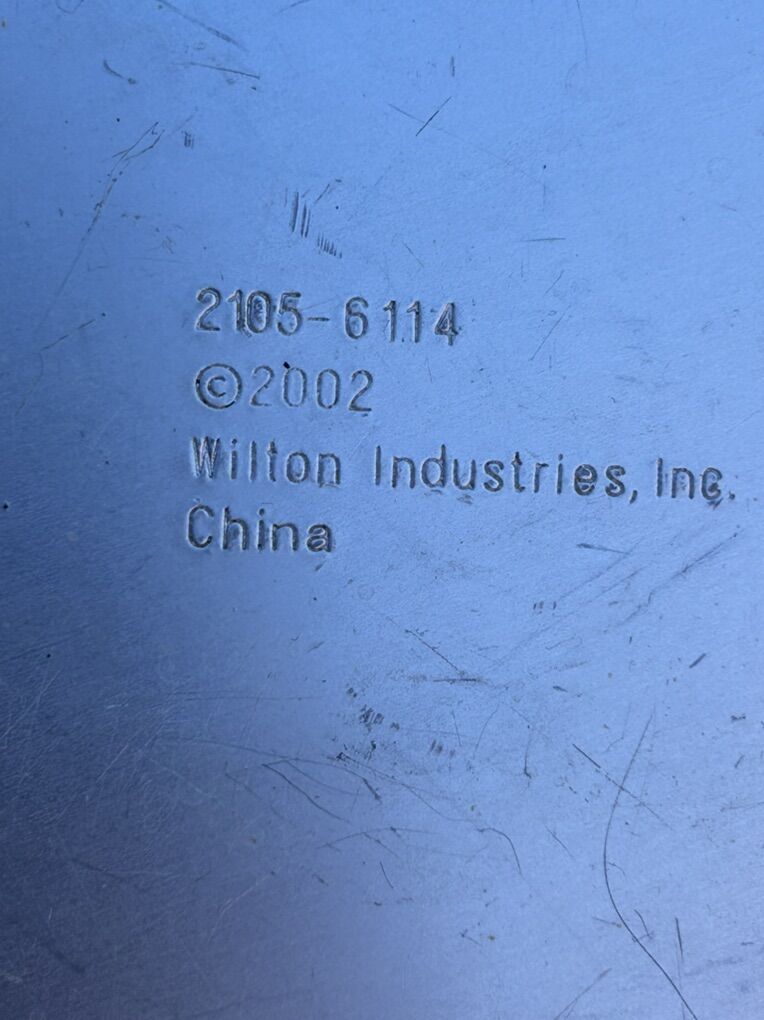 2105-6114
©2002
Wilton Industries, Inc.
China